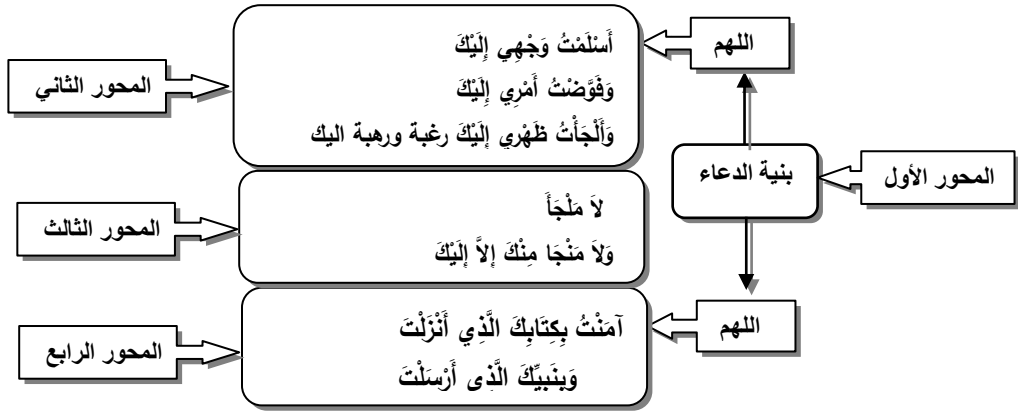 اللهم
أَسْلَمْتُ وَجْهِي إِلَيْكَ
وَفَوَّضْتُ أَمْرِي إِلَيْكَ
وَأَلْجَأْتُ ظَهْرِي إِلَيْكَ رغبة ورهبة اليك
المحور الثاني
المحور الأول
بنية الدعاء
لاَ مَلْجَأَ
وَلاَ مَنْجَا مِنْكَ إِلاَّ إِلَيْكَ
المحور الثالث
اللهم
آمَنْتُ بِكِتَابِكَ الَّذِي أَنْزَلْتَ
وَبِنَبِيِّكَ الَّذِي أَرْسَلْتَ
المحور الرابع